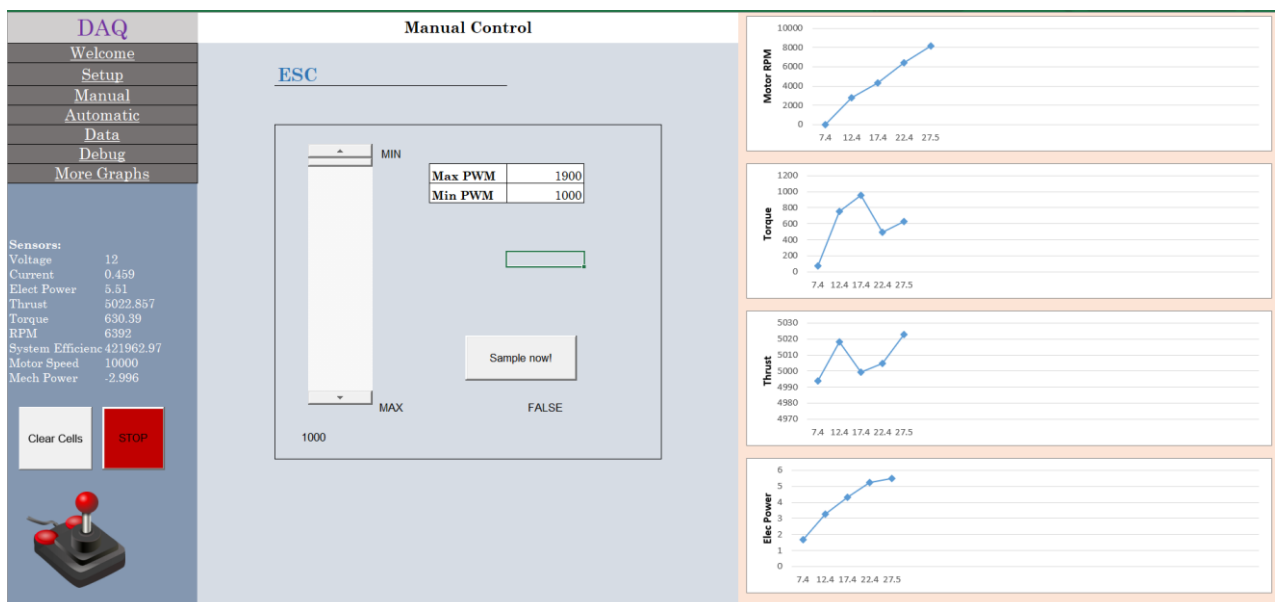 DAQ
Welcome
Setup
Manual
Automatic
Data
Debug
More Graphs
Sensors:
Voltage 12
Current 0.459
Elect Power 5.51
Thrust 5022.857
Torque 630.39
RPM 6392
System Efficienc 421962.97
Motor Speed 10000
Mech Power -2.996
Clear Cells
STOP
Manual Control
ESC
MIN
Max PWM 1900
Min PWM 1000
Sample now!
MAX
FALSE
1000
Motor RPM
10000
8000
6000
4000
2000
0
7.4 12.4 17.4 22.4 27.5
Torque
1200
1000
800
600
400
200
0
7.4 12.4 17.4 22.4 27.5
Thrust
5030
5020
5010
5000
4990
4980
4970
7.4 12.4 17.4 22.4 27.5
Elec Power
6
5
4
3
2
1
0
7.4 12.4 17.4 22.4 27.5